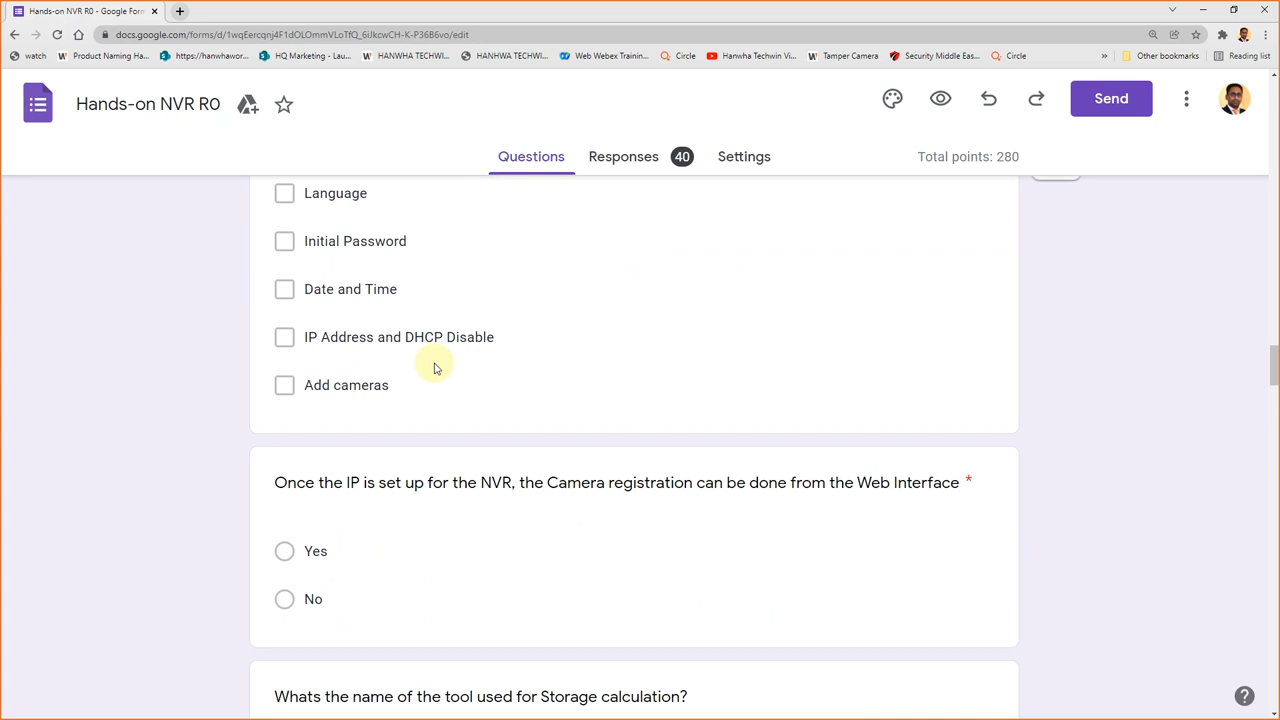 Hands-on NVR R0 - Google Form
docs.google.com/forms/d/1wqEercqnj4F1dOLOmmVLoTfQ_6iJkcwCH-K-P36B6vo/edit
watch
Product Naming Ha...
https://hanwhawor...
HQ Marketing - Lau...
HANWHA TECHWI...
HANHWA TECHWI...
Web Webex Trainin...
Circle
Hanwha Techwin Vi...
Tamper Camera
Security Middle Eas...
Circle
»
Other bookmarks
Reading list
Hands-on NVR R0
Send
Questions
Responses 40
Settings
Total points: 280
Language
Initial Password
Date and Time
IP Address and DHCP Disable
Add cameras
Once the IP is set up for the NVR, the Camera registration can be done from the Web Interface *
Yes
No
Whats the name of the tool used for Storage calculation?